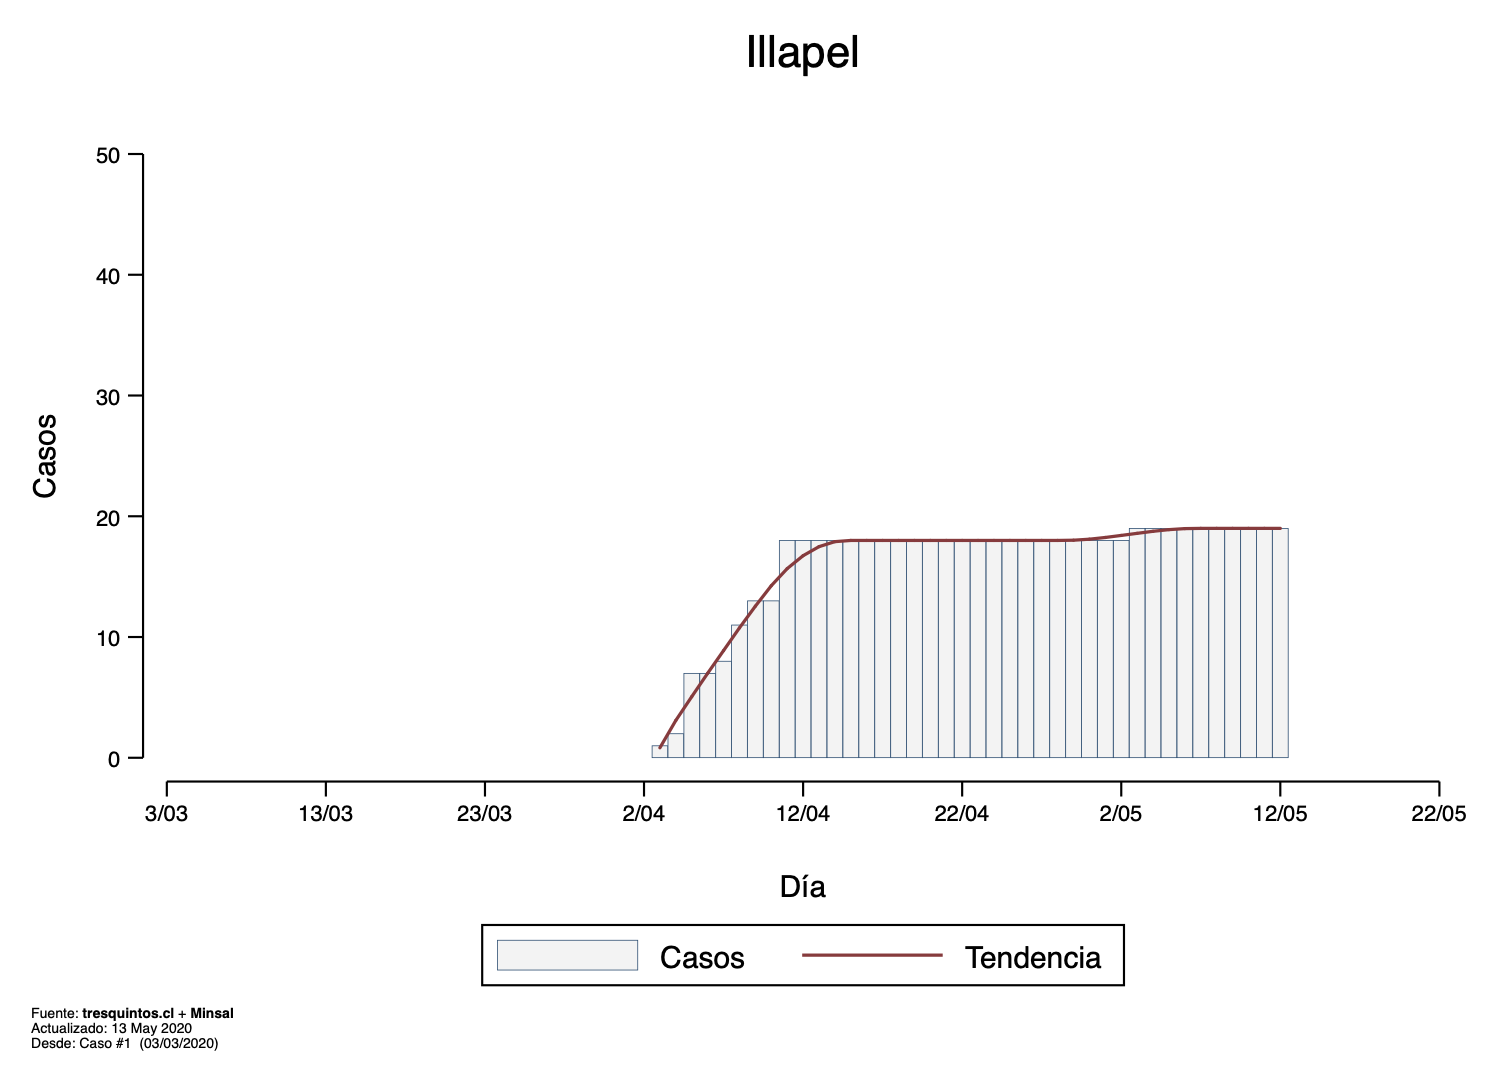 Illapel
50
40
30
20
10
0
Casos
3/03 13/03 23/03 2/04 12/04 22/04 2/05 12/05 22/05
Día
Casos Tendencia
Fuente: tresquintos.cl + Minsal
Actualizado: 13 May 2020
Desde: Caso #1 (03/03/2020)